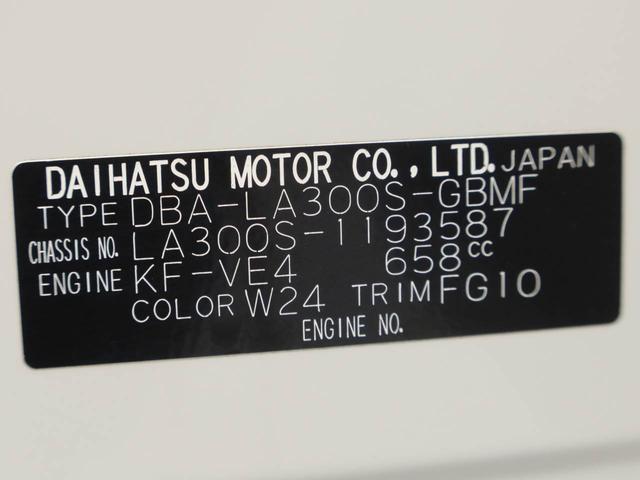 DAIHATSU MOTOR CO., LTD. JAPAN
TYPE DBA-LA300S-GBMF
CHASSIS NO. LA300S-1193587
ENGINE KF-VE4 658cc
COLOR W24 TRIM FG10
ENGINE NO.